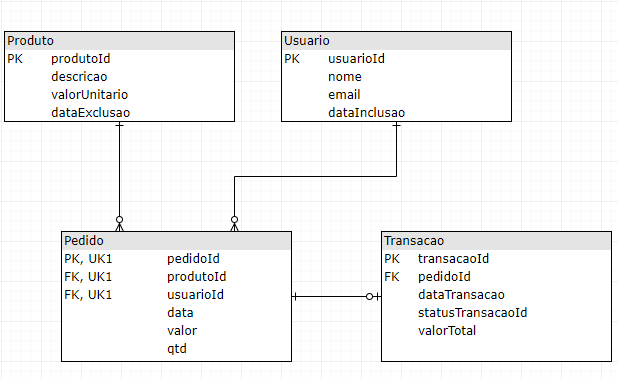 Produto
PK produtoId
descricao
valorUnitario
dataExclusao
Usuario
PK usuarioId
nome
email
dataInclusao
Pedido
PK, UK1 pedidoId
FK, UK1 produtoId
FK, UK1 usuarioId
data
valor
qtd
Transacao
PK transacaoId
FK pedidoId
dataTransacao
statusTransacaoId
valorTotal